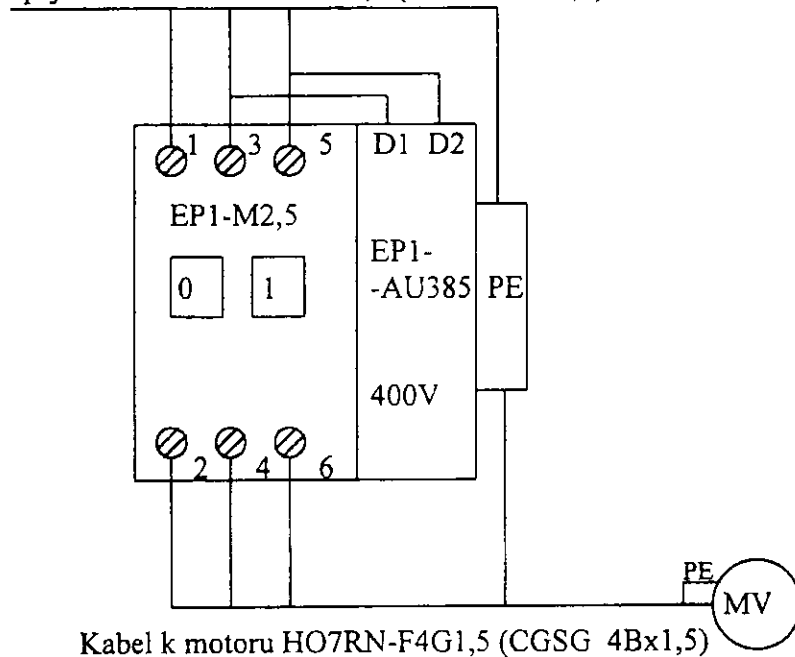 1 3 5 D1 D2
EP1-M2,5
EP1-
-AU385 PE
0 1
400V
2 4 6
PE
MV
Kabel k motoru HO7RN-F4G1,5 (CGSG 4Bx1,5)